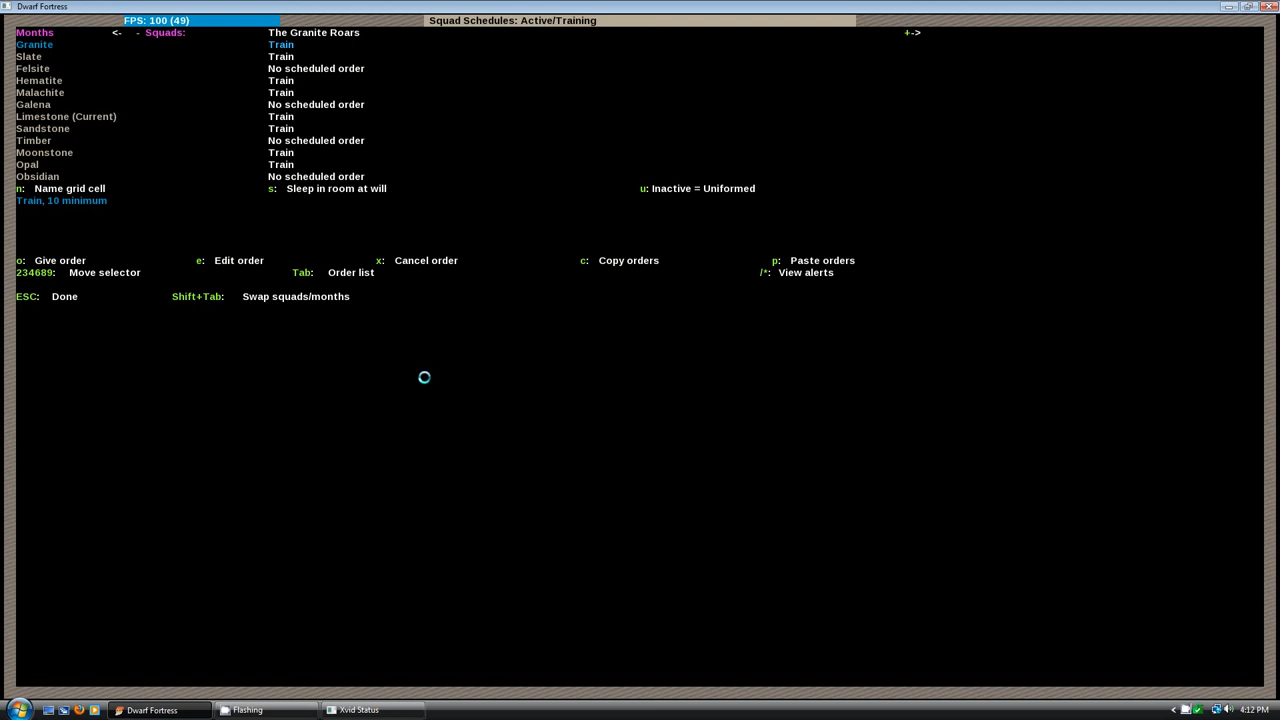 Dwarf Fortress
FPS: 100 (49) Squad Schedules: Active/Training
Months <- - Squads: The Granite Roars +->
Granite Train
Slate Train
Felsite No scheduled order
Hematite Train
Malachite Train
Galena No scheduled order
Limestone (Current) Train
Sandstone Train
Timber No scheduled order
Moonstone Train
Opal Train
Obsidian No scheduled order
n: Name grid cell s: Sleep in room at will u: Inactive = Uniformed
Train, 10 minimum
o: Give order e: Edit order x: Cancel order c: Copy orders p: Paste orders
234689: Move selector Tab: Order list /*: View alerts
ESC: Done Shift+Tab: Swap squads/months
Dwarf Fortress Flashing Xvid Status < 4:12 PM